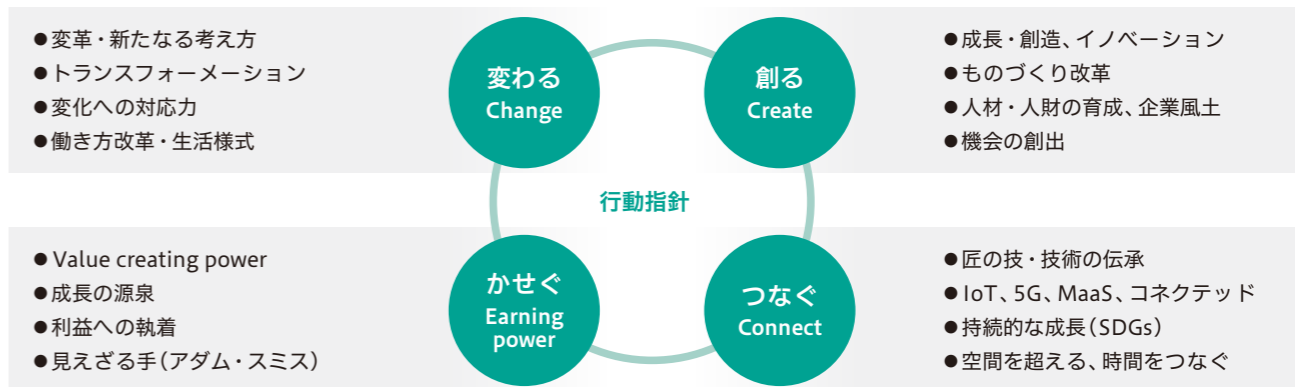 ●変革・新たなる考え方
●トランスフォーメーション
●変化への対応力
●働き方改革・生活様式
変わる
Change
創る
Create
●成長・創造、イノベーション
●ものづくり改革
●人材・人財の育成、企業風土
●機会の創出
行動指針
●Value creating power
●成長の源泉
●利益への執着
●見えざる手(アダム・スミス)
かせぐ
Earning
power
つなぐ
Connect
●匠の技・技術の伝承
●IoT、5G、MaaS、コネクテッド
●持続的な成長(SDGs)
●空間を超える、時間をつなぐ